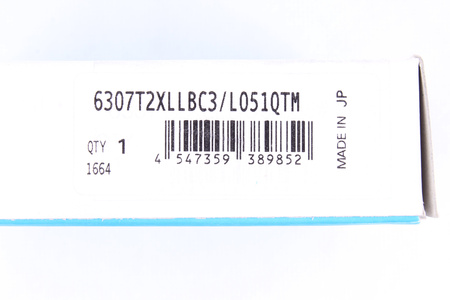 6307T2XLLBC3/L051QTM
QTY 1
1664
4 547359 389852
MADE IN JP